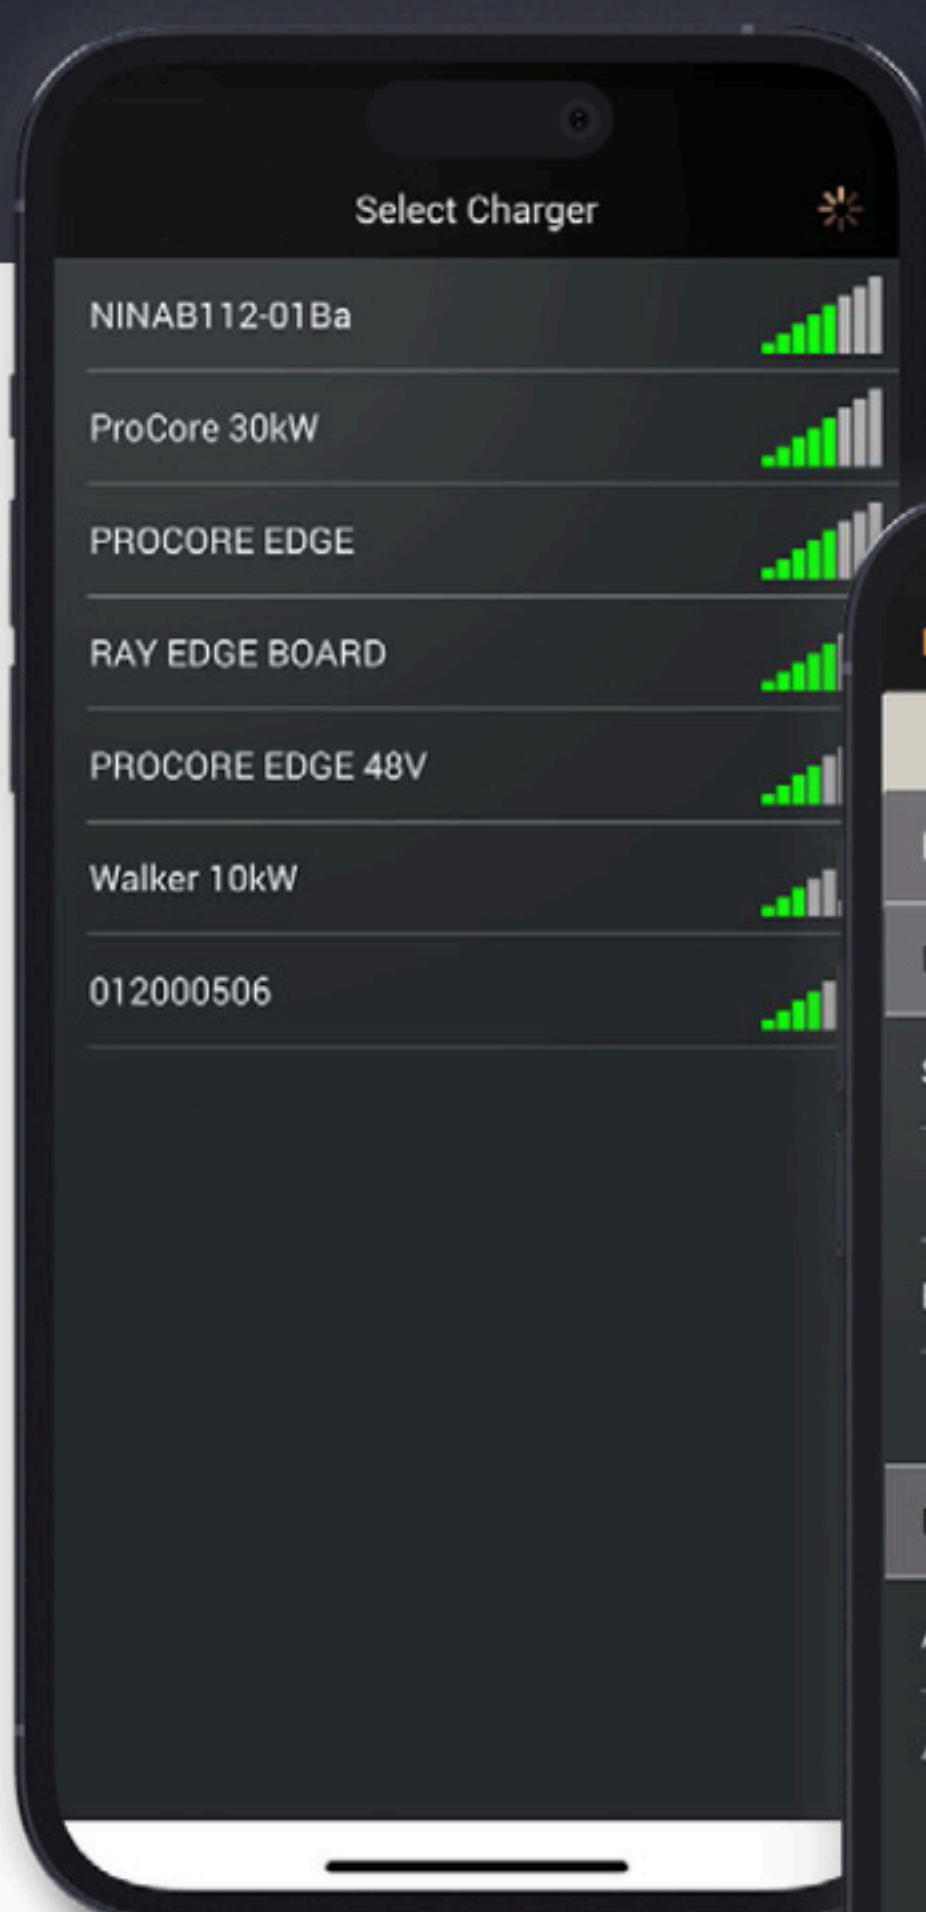 Select Charger
NINAB112-01Ba
ProCore 30kW
PROCORE EDGE
RAY EDGE BOARD
PROCORE EDGE 48V
Walker 10kW
012000506